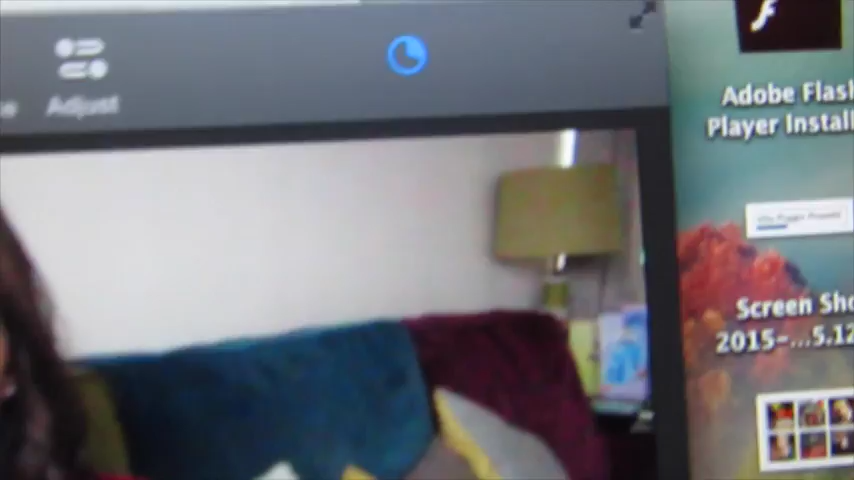 Adjust
Adobe Flash
Player Install
Screen Sho
2015-...5.12